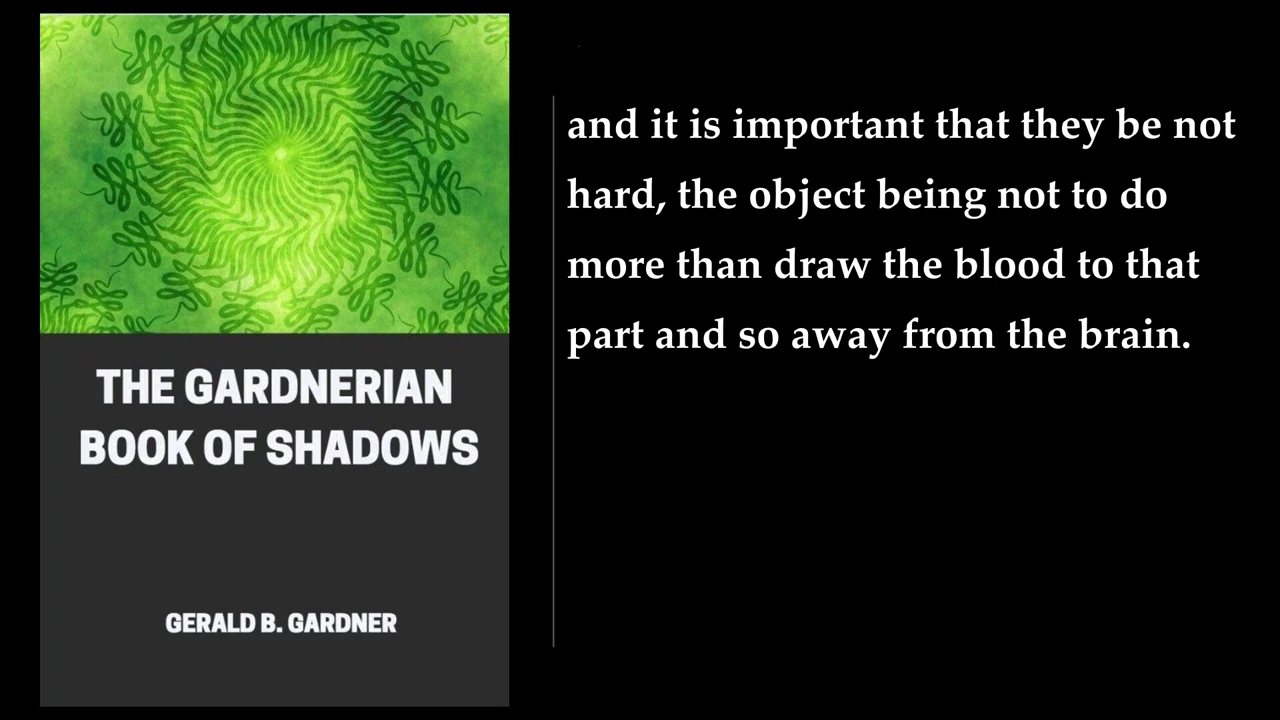 THE GARDNERIAN
BOOK OF SHADOWS
GERALD B. GARDNER
and it is important that they be not
hard, the object being not to do
more than draw the blood to that
part and so away from the brain.